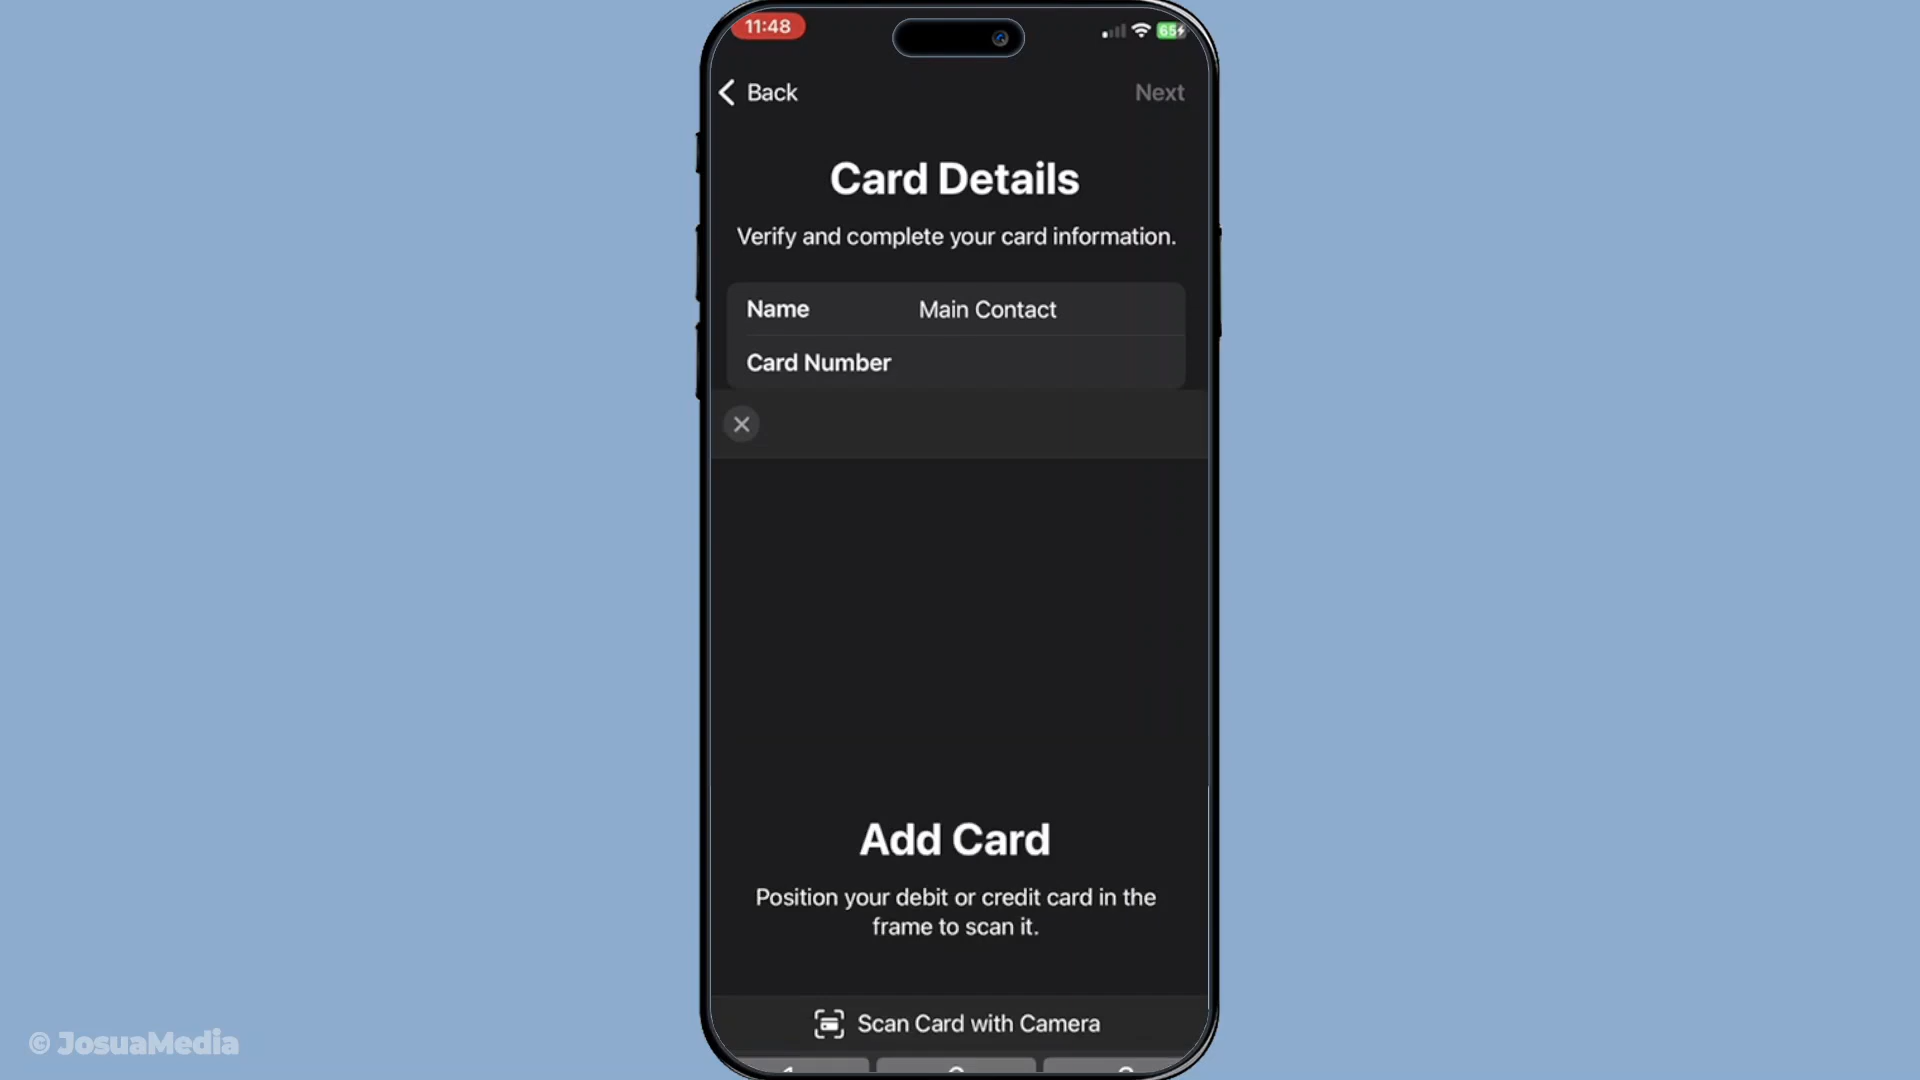 11:48
65
Back
Next
Card Details
Verify and complete your card information.
Name Main Contact
Card Number
Add Card
Position your debit or credit card in the
frame to scan it.
Scan Card with Camera
© JosuaMedia